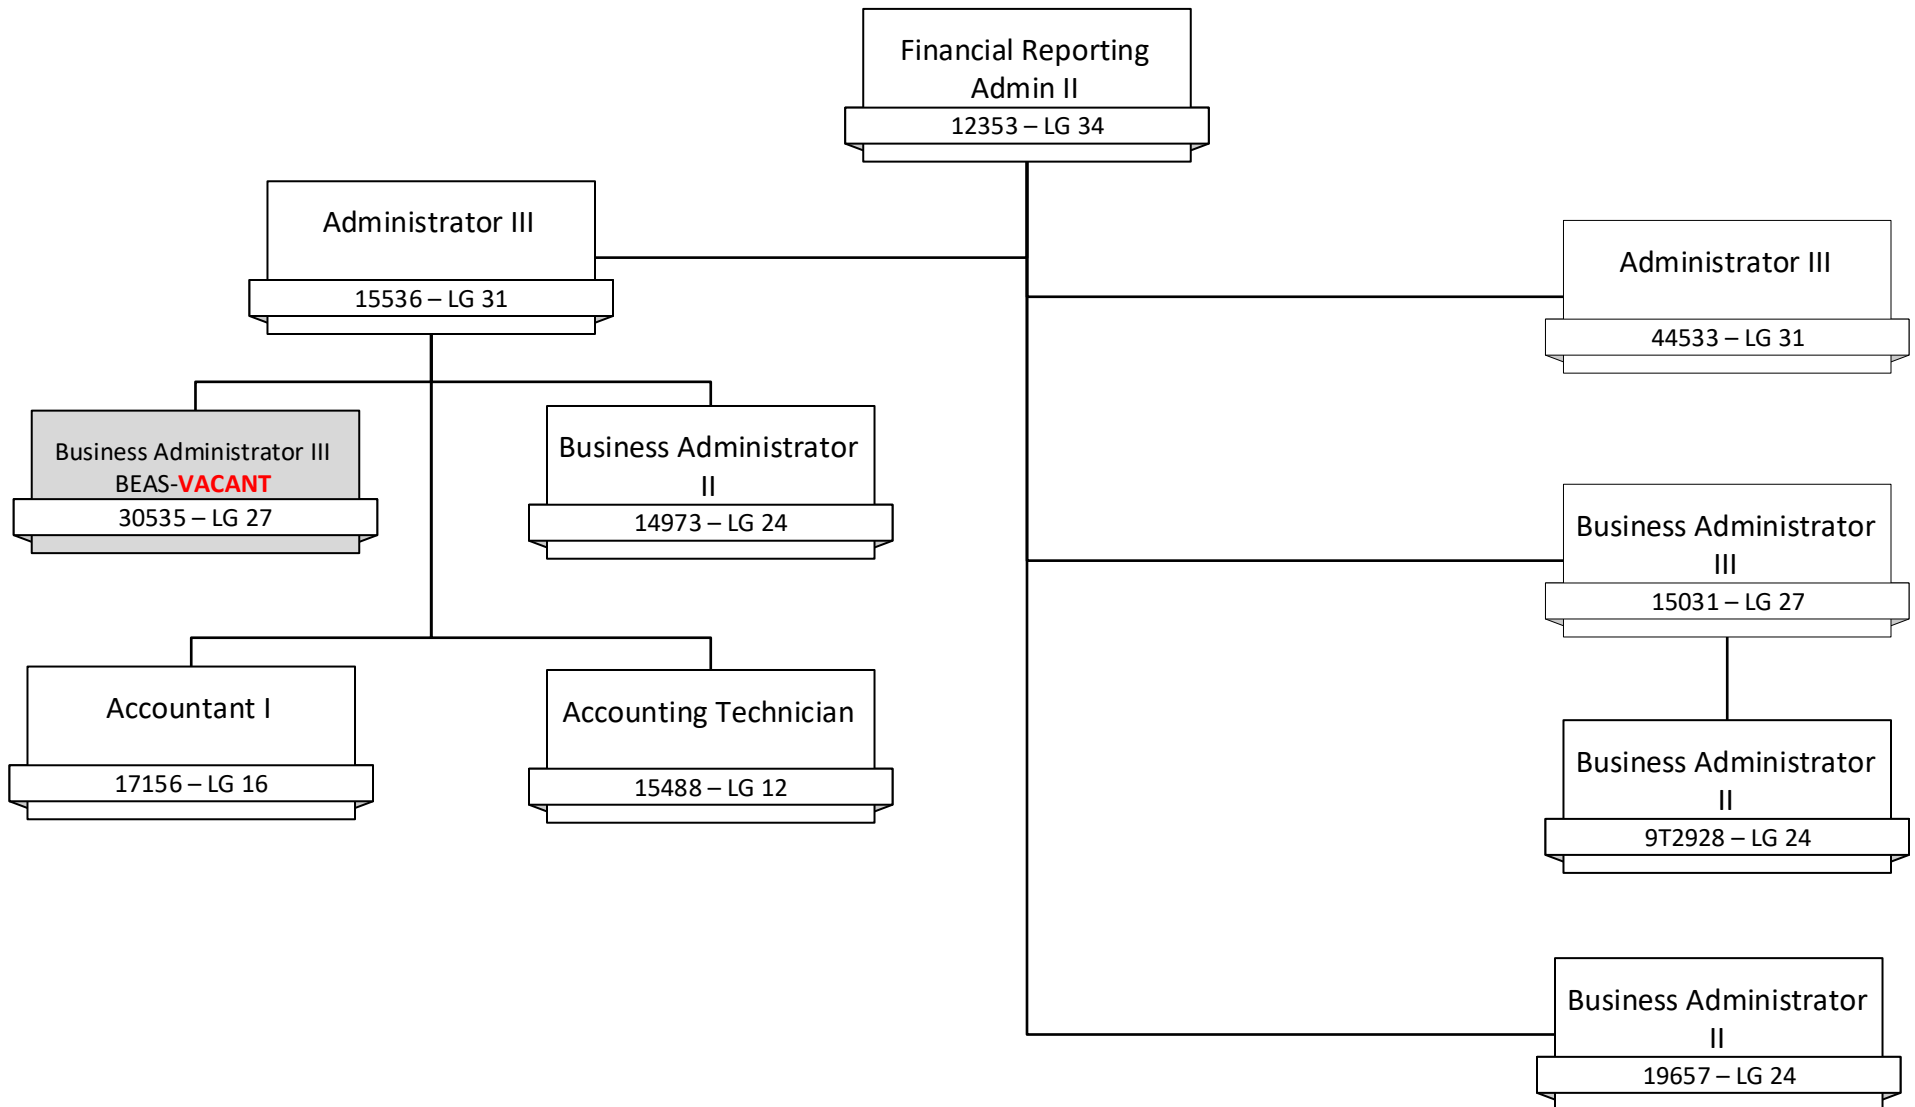 Financial Reporting
Admin II
12353 – LG 34
Administrator III
15536 – LG 31
Administrator III
44533 – LG 31
Business Administrator III
BEAS-VACANT
30535 – LG 27
Business Administrator
II
14973 – LG 24
Business Administrator
III
15031 – LG 27
Accountant I
17156 – LG 16
Accounting Technician
15488 – LG 12
Business Administrator
II
9T2928 – LG 24
Business Administrator
II
19657 – LG 24